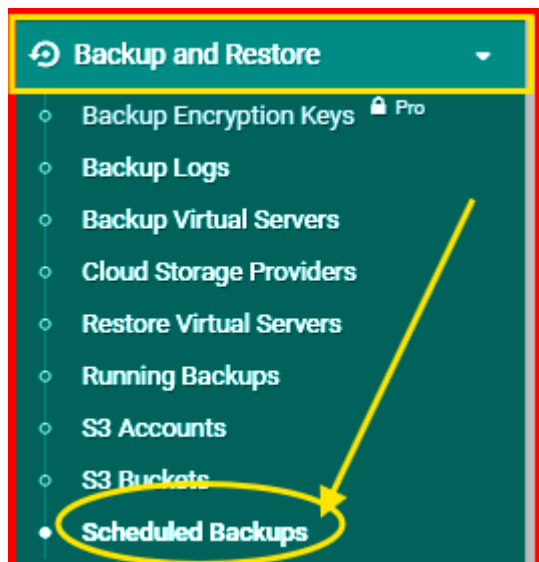 Backup and Restore
Backup Encryption Keys Pro
Backup Logs
Backup Virtual Servers
Cloud Storage Providers
Restore Virtual Servers
Running Backups
S3 Accounts
S3 Buckets
Scheduled Backups